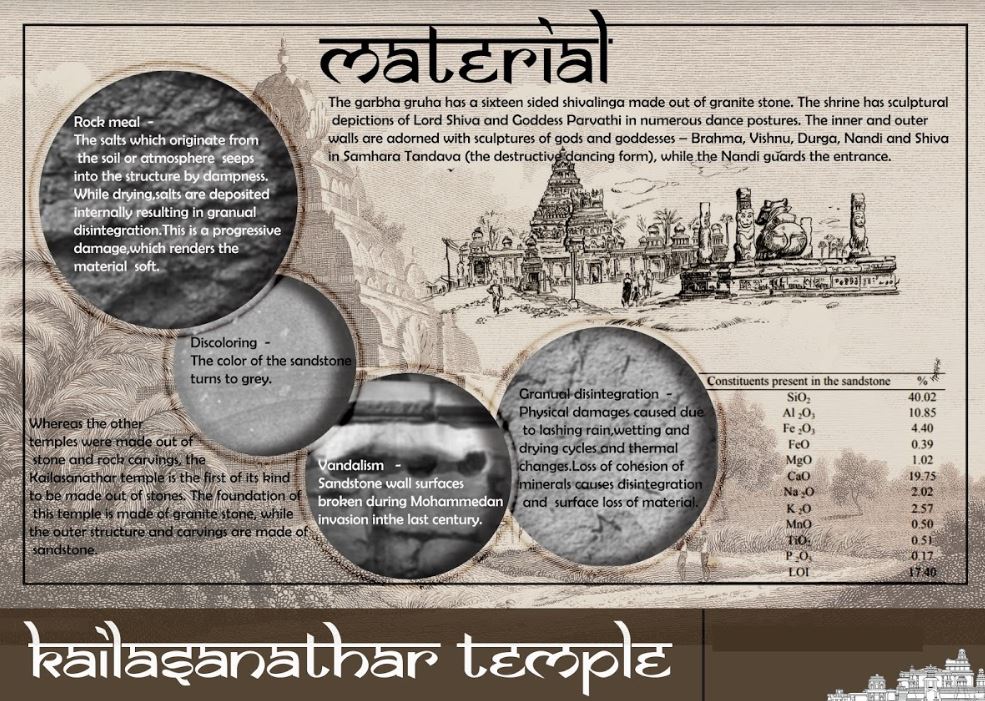 material
The garbha gruha has a sixteen sided shivalinga made out of granite stone. The shrine has sculptural
depictions of Lord Shiva and Goddess Parvathi in numerous dance postures. The inner and outer
walls are adorned with sculptures of gods and goddesses – Brahma, Vishnu, Durga, Nandi and Shiva
in Samhara Tandava (the destructive dancing form), while the Nandi guards the entrance.
Rock meal -
The salts which originate from
the soil or atmosphere seeps
into the structure by dampness.
While drying,salts are deposited
internally resulting in granual
disintegration.This is a progressive
damage,which renders the
material soft.
Discoloring -
The color of the sandstone
turns to grey.
Whereas the other
temples were made out of
stone and rock carvings, the
Kailasanathar temple is the first of its kind
to be made out of stones. The foundation of
this temple is made of granite stone, while
the outer structure and carvings are made of
sandstone.
Vandalism -
Sandstone wall surfaces
broken during Mohammedan
invasion inthe last century.
Granual disintegration -
Physical damages caused due
to lashing rain,wetting and
drying cycles and thermal
changes.Loss of cohesion of
minerals causes disintegration
and surface loss of material.
Constituents present in the sandstone %
SiO2 40.02
Al2O3 10.85
Fe2O3 4.40
FeO 0.39
MgO 1.02
CaO 19.75
Na2O 2.02
K2O 2.57
MnO 0.50
TiO2 0.51
P2O5 0.17
LOI 17.40
kailasanathar temple